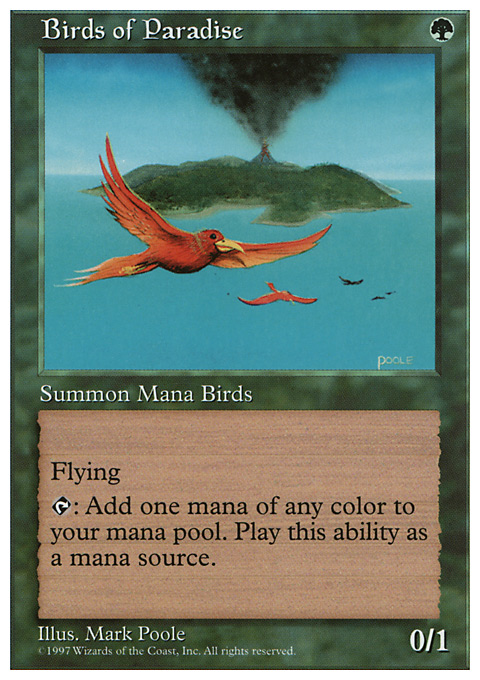 Birds of Paradise
POOLE
Summon Mana Birds
Flying
: Add one mana of any color to
your mana pool. Play this ability as
a mana source.
Illus. Mark Poole
©1997 Wizards of the Coast, Inc. All rights reserved.
0/1